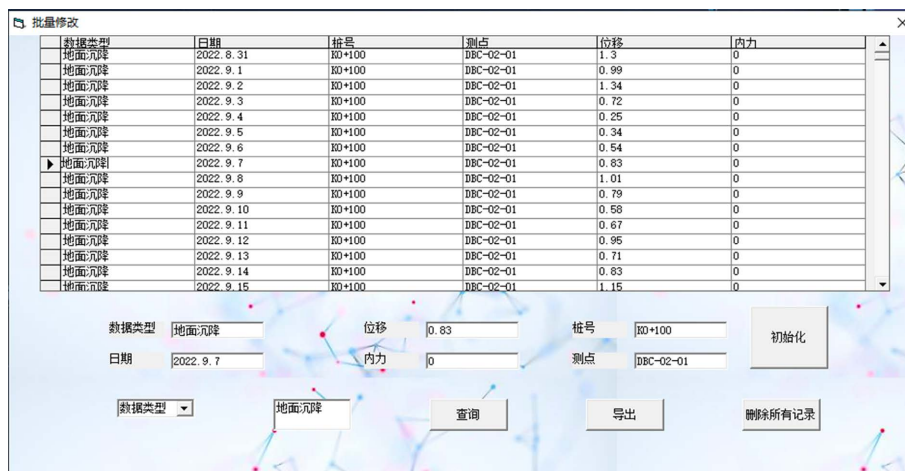 批量修改
数据类型 日期 桩号 测点 位移 内力
地面沉降 2022.8.31 K0+100 DBC-02-01 1.3 0
地面沉降 2022.9.1 K0+100 DBC-02-01 0.99 0
地面沉降 2022.9.2 K0+100 DBC-02-01 1.34 0
地面沉降 2022.9.3 K0+100 DBC-02-01 0.72 0
地面沉降 2022.9.4 K0+100 DBC-02-01 0.25 0
地面沉降 2022.9.5 K0+100 DBC-02-01 0.34 0
地面沉降 2022.9.6 K0+100 DBC-02-01 0.54 0
地面沉降 2022.9.7 K0+100 DBC-02-01 0.83 0
地面沉降 2022.9.8 K0+100 DBC-02-01 1.01 0
地面沉降 2022.9.9 K0+100 DBC-02-01 0.79 0
地面沉降 2022.9.10 K0+100 DBC-02-01 0.58 0
地面沉降 2022.9.11 K0+100 DBC-02-01 0.67 0
地面沉降 2022.9.12 K0+100 DBC-02-01 0.95 0
地面沉降 2022.9.13 K0+100 DBC-02-01 0.71 0
地面沉降 2022.9.14 K0+100 DBC-02-01 0.83 0
地面沉降 2022.9.15 K0+100 DBC-02-01 1.15 0
数据类型 地面沉降 位移 0.83 桩号 K0+100 初始化
日期 2022.9.7 内力 0 测点 DBC-02-01
数据类型 地面沉降 查询 导出 删除所有记录